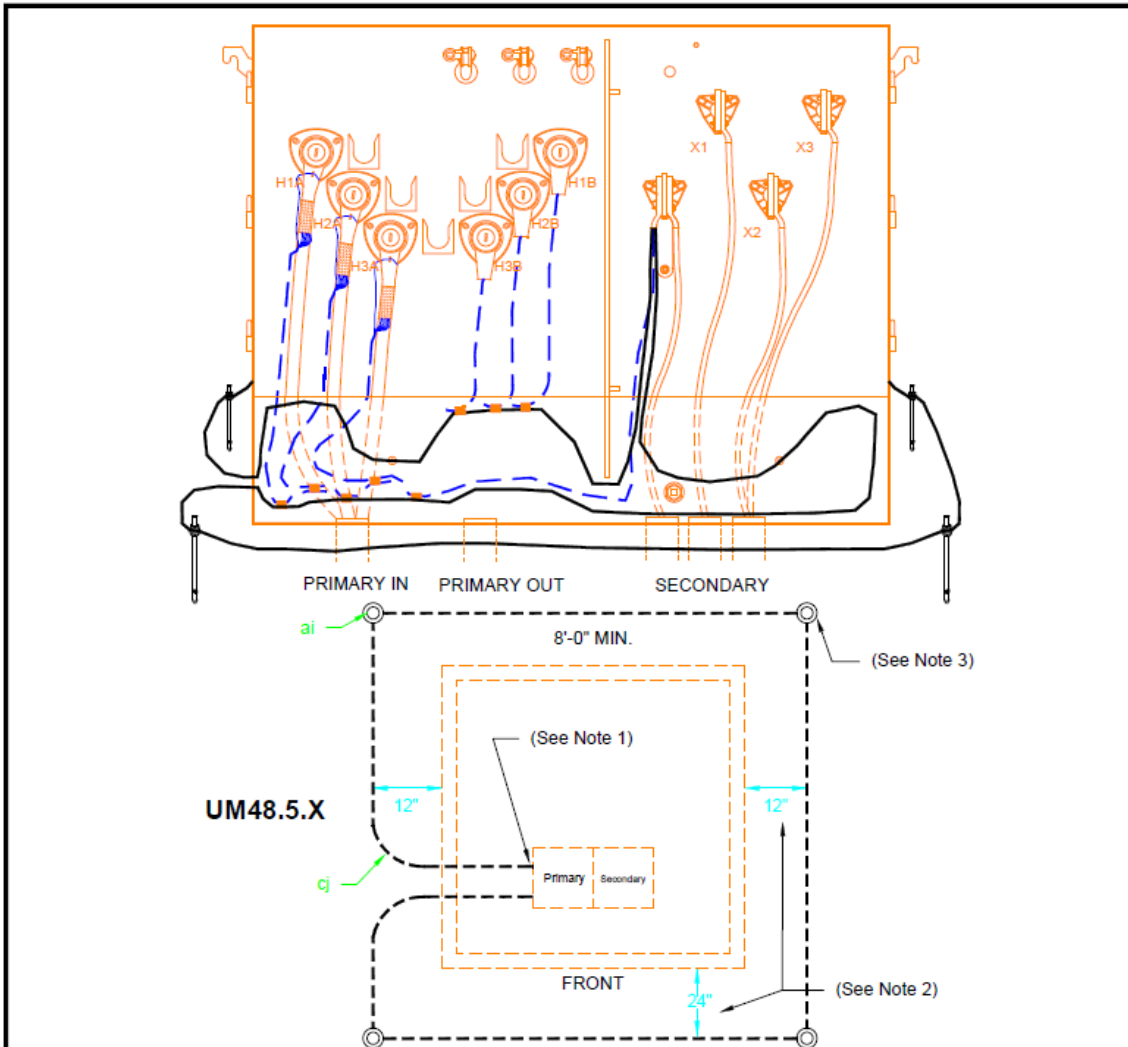 X1
X3
H1A
H1B
H2A
H2B
X2
H3A
H3B
PRIMARY IN
PRIMARY OUT
SECONDARY
ai
8'-0" MIN.
(See Note 3)
(See Note 1)
UM48.5.X
12"
12"
cj
Primary
Secondary
FRONT
24"
(See Note 2)